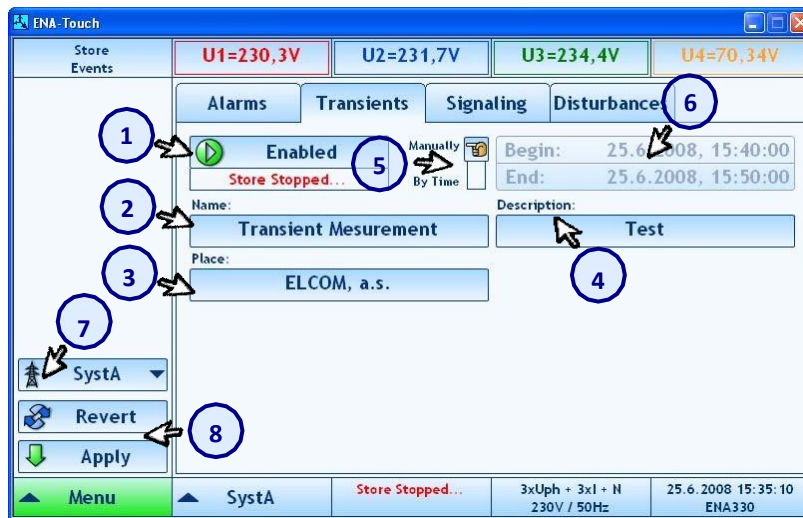 ENA-Touch
Store
Events
U1=230,3V
U2=231,7V
U3=234,4V
U4=70,34V
Alarms
Transients
Signaling
Disturbances
6
1
Enabled
Store Stopped...
5
Manually
By Time
Begin: 25.6.2008, 15:40:00
End: 25.6.2008, 15:50:00
Name:
Description:
2
Transient Mesurement
Test
Place:
3
ELCOM, a.s.
4
7
SystA
Revert
8
Apply
Menu
SystA
Store Stopped...
3xUph + 3xI + N
230V / 50Hz
25.6.2008 15:35:10
ENA330